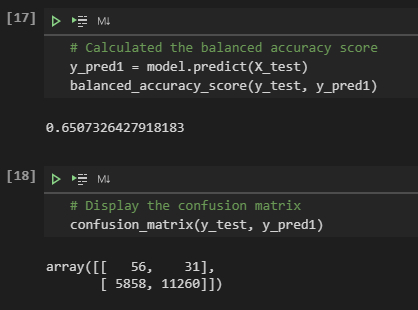 [17]
M↓
# Calculated the balanced accuracy score
y_pred1 = model.predict(X_test)
balanced_accuracy_score(y_test, y_pred1)
0.6507326427918183
[18]
M↓
# Display the confusion matrix
confusion_matrix(y_test, y_pred1)
array([[   56,    31],
       [ 5858, 11260]])